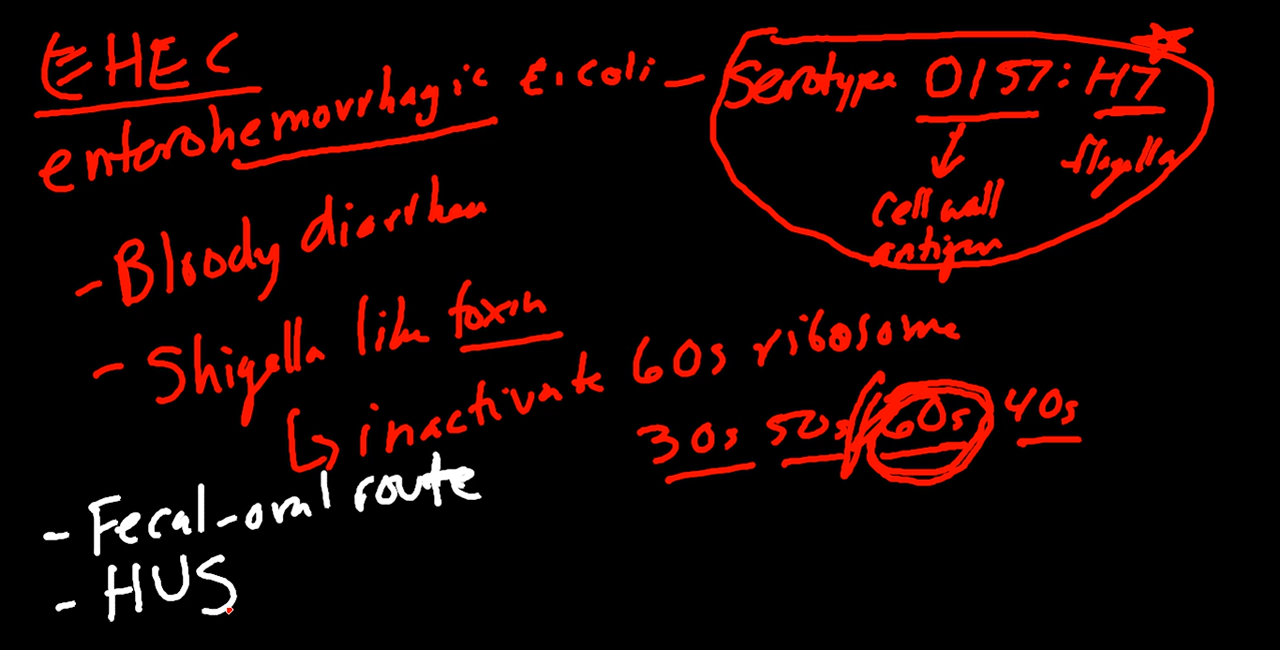 EHEC
enterohemorrhagic E. coli - serotype O157:H7
flagella
cell wall
antigen
- Bloody diarrhea
- Shigella like toxin
inactivate 60s ribosome
30s 50s 60s 40s
- Fecal-oral route
- HUS